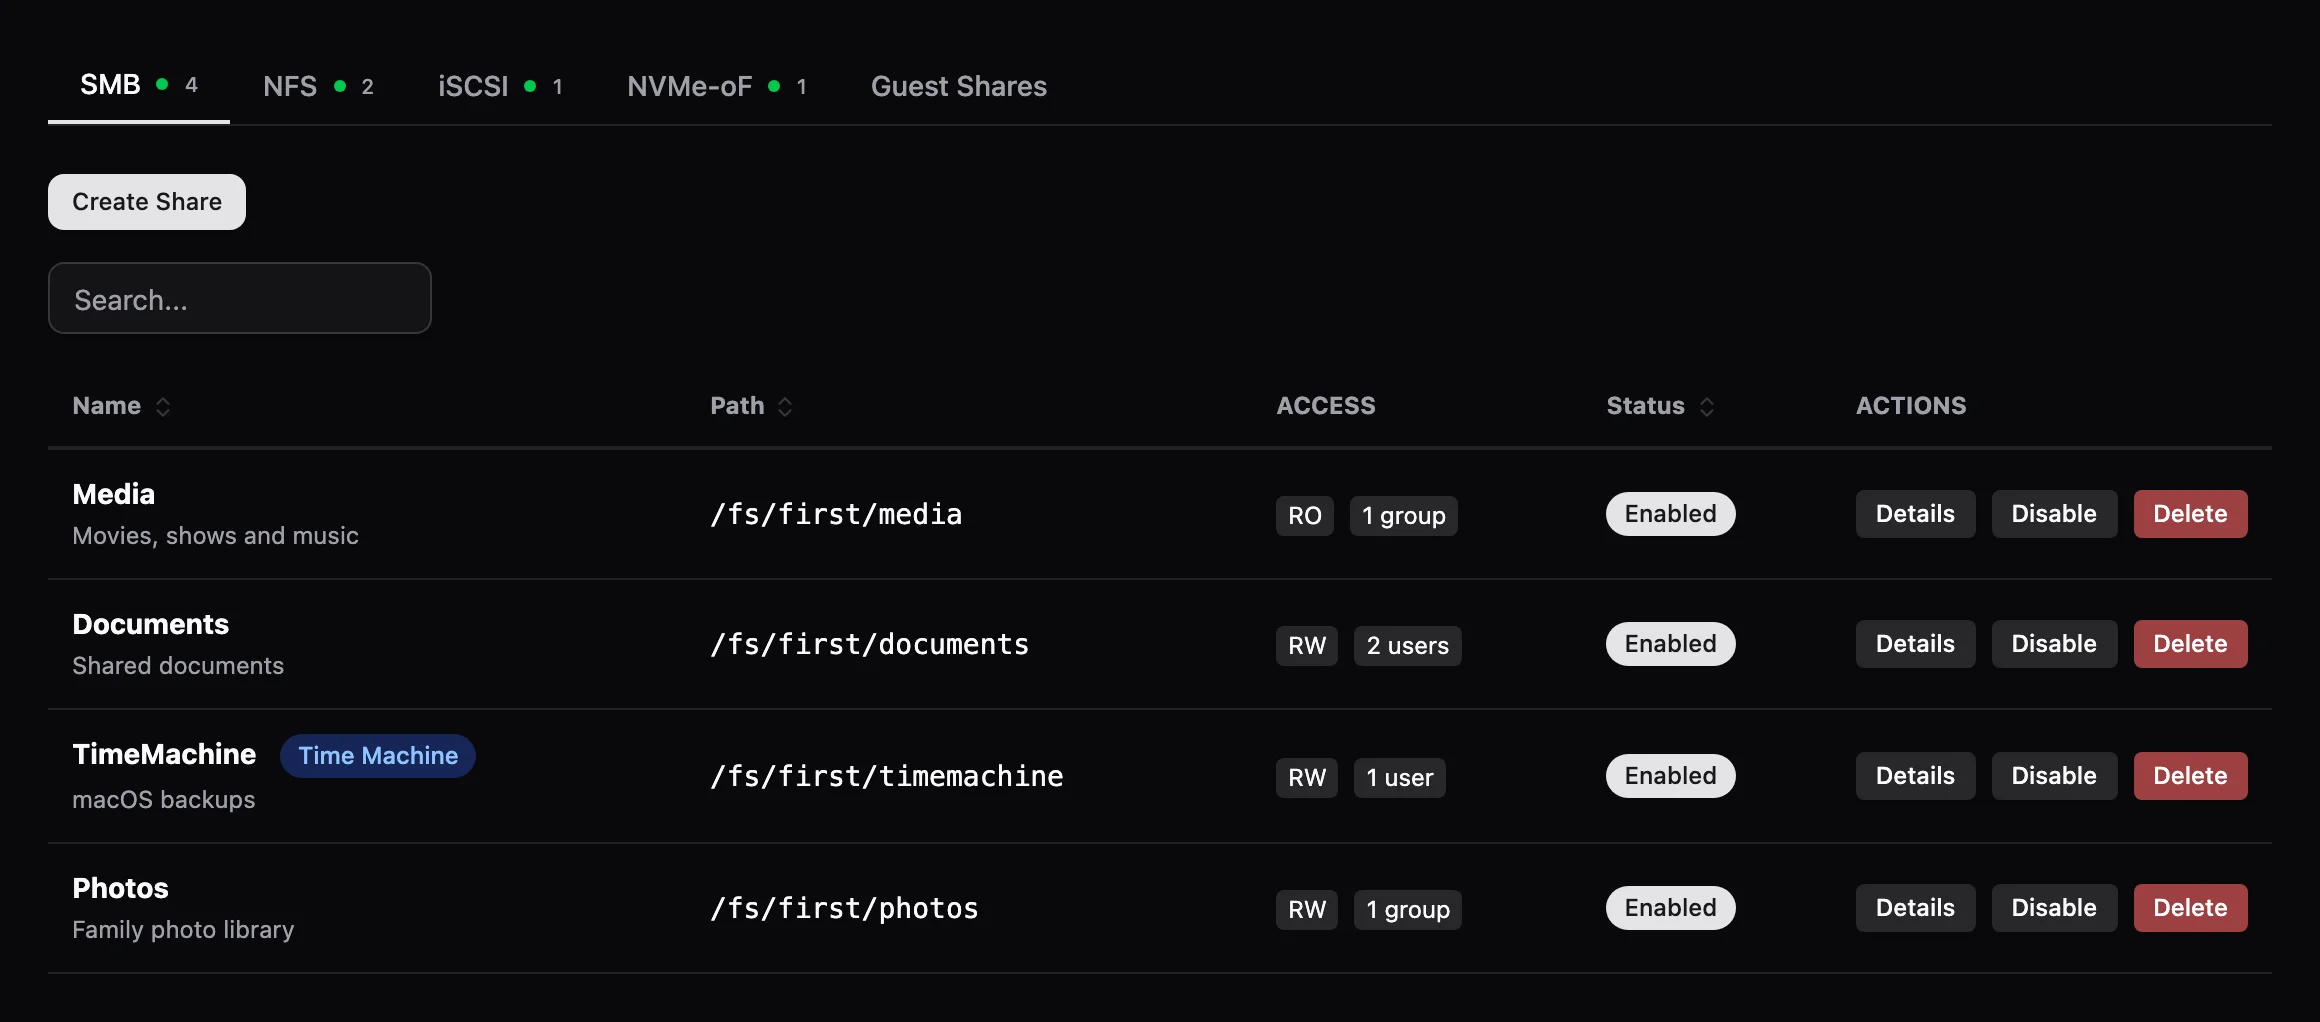 SMB 4 NFS 2 iSCSI 1 NVMe-oF 1 Guest Shares
Create Share
Search...
Name Path ACCESS Status ACTIONS
Media
Movies, shows and music
/fs/first/media RO 1 group Enabled Details Disable Delete
Documents
Shared documents
/fs/first/documents RW 2 users Enabled Details Disable Delete
TimeMachine Time Machine
macOS backups
/fs/first/timemachine RW 1 user Enabled Details Disable Delete
Photos
Family photo library
/fs/first/photos RW 1 group Enabled Details Disable Delete